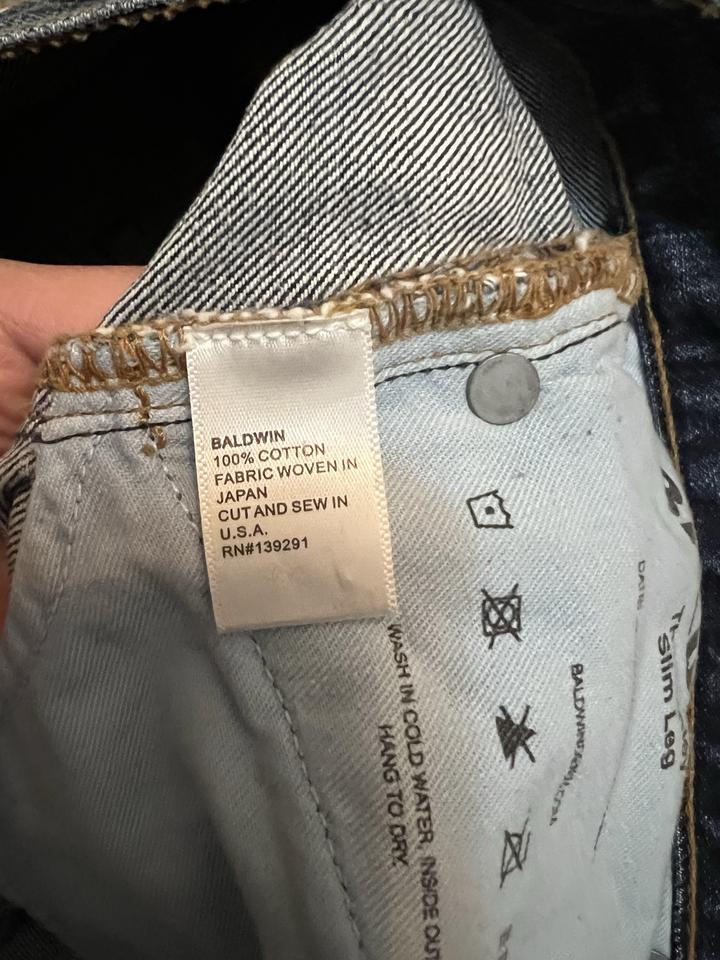 BALDWIN
100% COTTON
FABRIC WOVEN IN
JAPAN
CUT AND SEW IN
U.S.A.
RN#139291
WASH IN COLD WATER, INSIDE OUT
HANG TO DRY.
Slim Leg
DATE